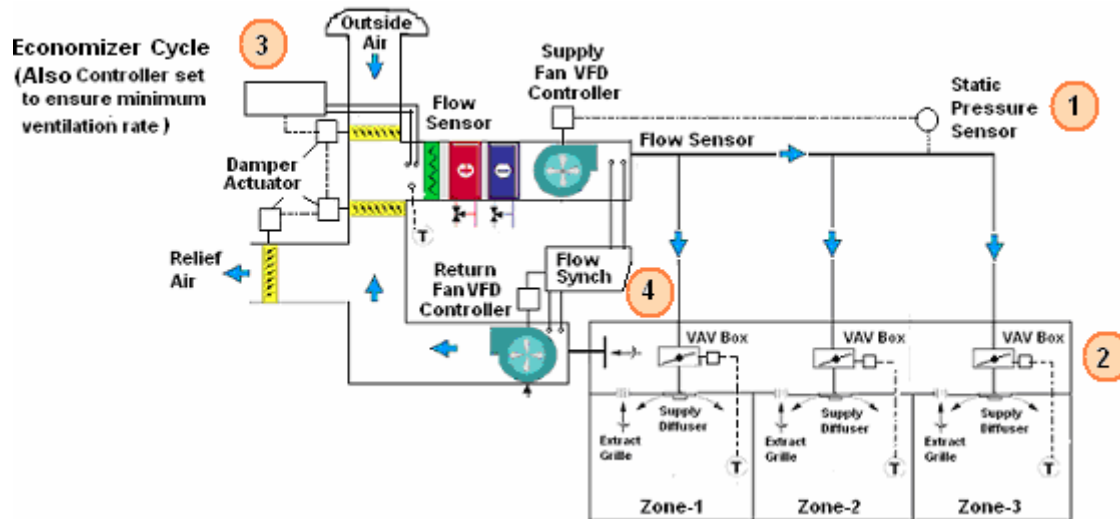 Outside
Air
Economizer Cycle
(Also Controller set
to ensure minimum
ventilation rate)
3
Supply
Fan VFD
Controller
Static
Pressure
Sensor
1
Flow
Sensor
Flow Sensor
Damper
Actuator
T
Relief
Air
Return
Fan VFD
Controller
Flow
Synch
4
VAV Box
VAV Box
VAV Box
2
Extract
Grille
Supply
Diffuser
T
Extract
Grille
Supply
Diffuser
T
Extract
Grille
Supply
Diffuser
T
Zone-1
Zone-2
Zone-3